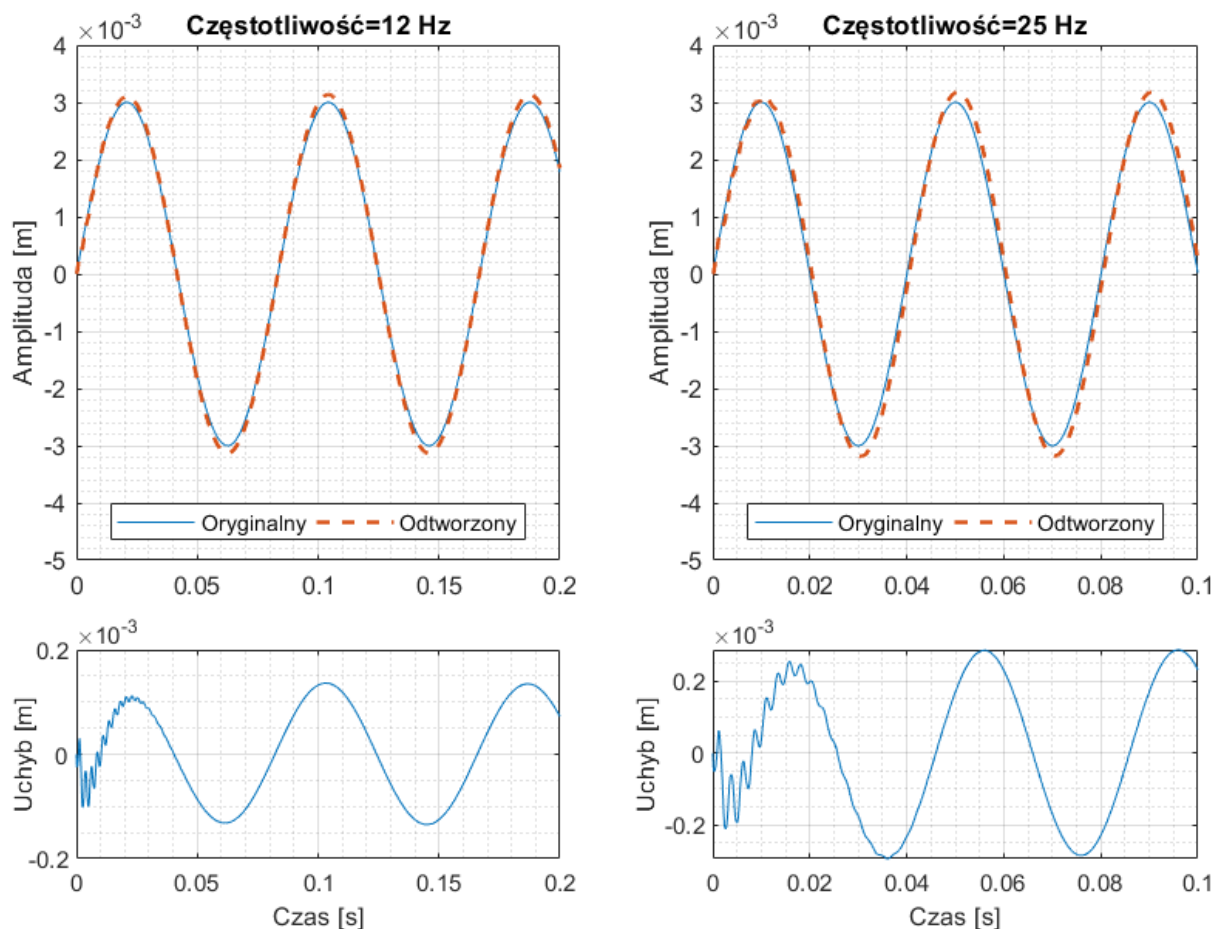 ×10⁻³
Częstotliwość=12 Hz
4
3
2
1
0
-1
-2
-3
-4
-5
Amplituda [m]
Oryginalny Odtworzony
0 0.05 0.1 0.15 0.2
×10⁻³
Częstotliwość=25 Hz
4
3
2
1
0
-1
-2
-3
-4
-5
Amplituda [m]
Oryginalny Odtworzony
0 0.02 0.04 0.06 0.08 0.1
×10⁻³
0.2
0
-0.2
Uchyb [m]
0 0.05 0.1 0.15 0.2
Czas [s]
×10⁻³
0.2
0
-0.2
Uchyb [m]
0 0.02 0.04 0.06 0.08 0.1
Czas [s]